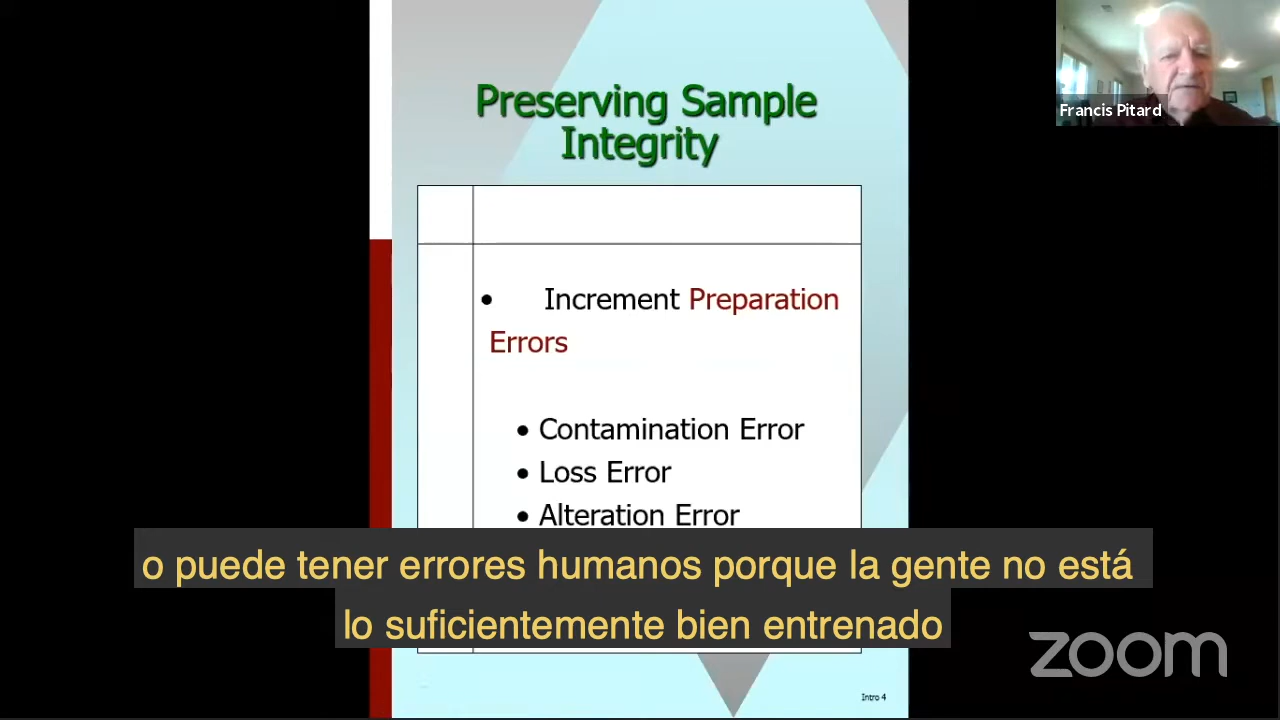 Preserving Sample
Integrity
Francis Pitard
• Increment Preparation
Errors
• Contamination Error
• Loss Error
• Alteration Error
o puede tener errores humanos porque la gente no está
lo suficientemente bien entrenado
zoom
Intro 4